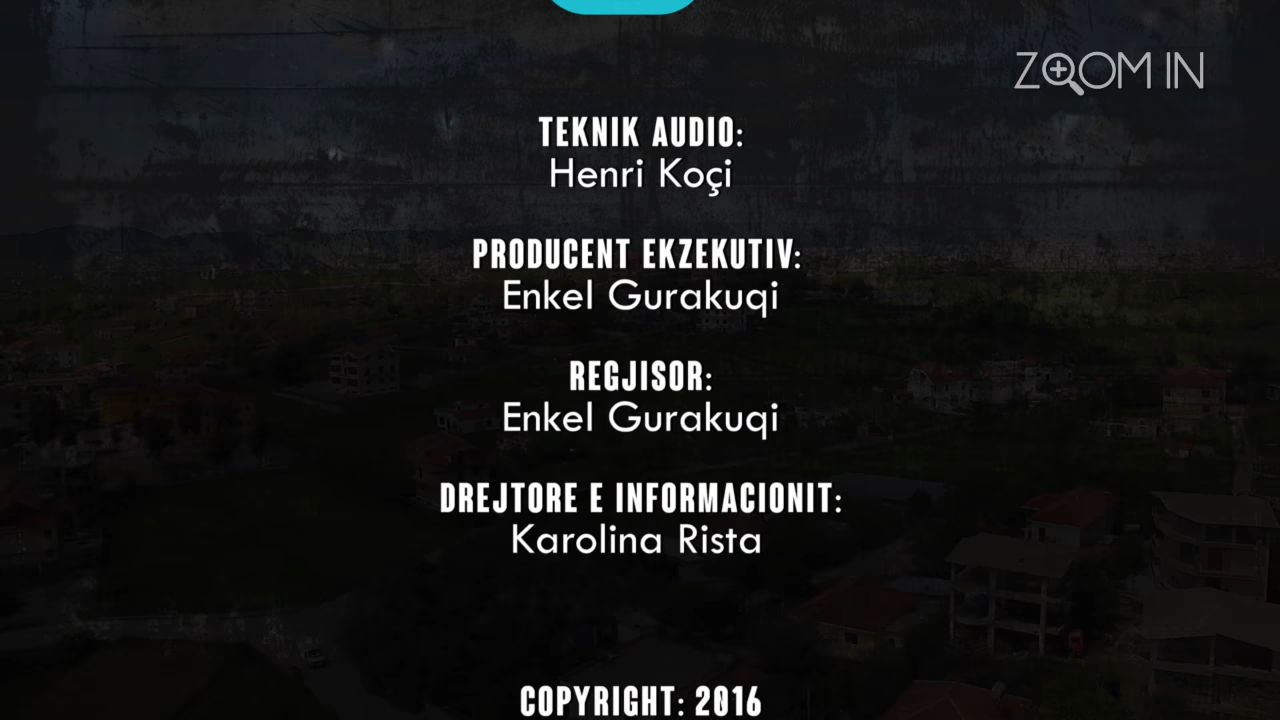 ZOOM IN
TEKNIK AUDIO:
Henri Koçi
PRODUCENT EKZEKUTIV:
Enkel Gurakuqi
REGJISOR:
Enkel Gurakuqi
DREJTORE E INFORMACIONIT:
Karolina Rista
COPYRIGHT: 2016